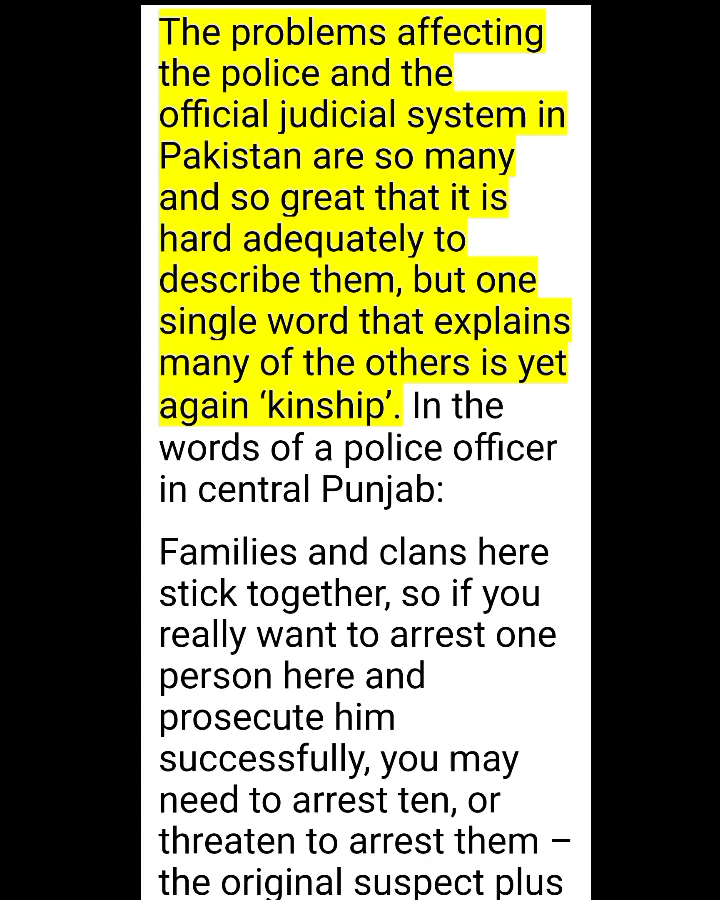 The problems affecting
the police and the
official judicial system in
Pakistan are so many
and so great that it is
hard adequately to
describe them, but one
single word that explains
many of the others is yet
again ‘kinship’. In the
words of a police officer
in central Punjab:
Families and clans here
stick together, so if you
really want to arrest one
person here and
prosecute him
successfully, you may
need to arrest ten, or
threaten to arrest them –
the original suspect plus